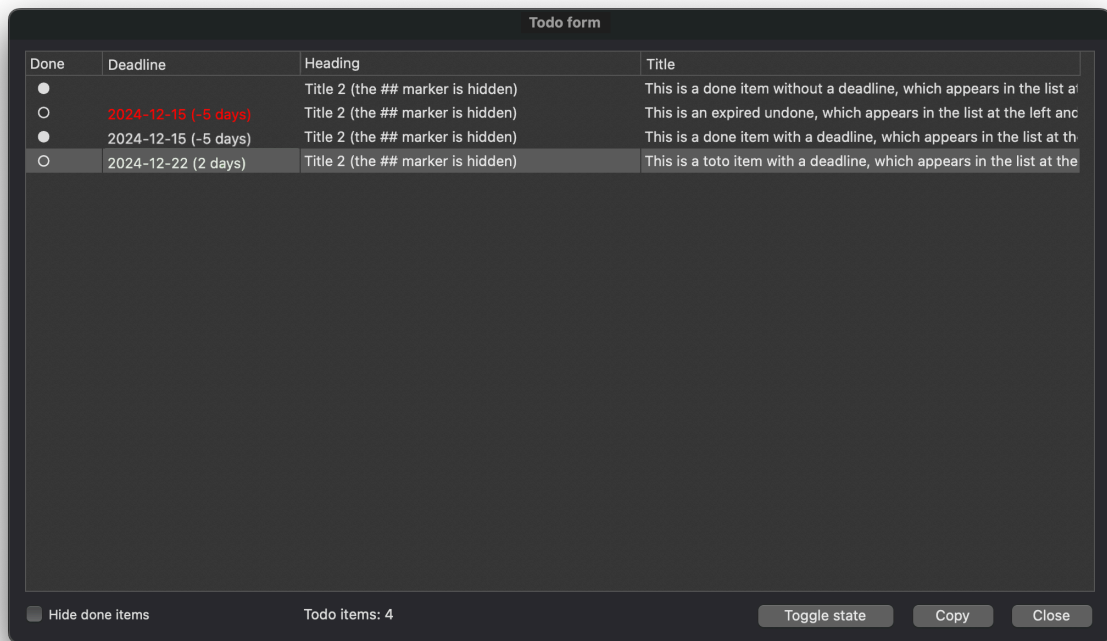 Todo form
Done Deadline Heading Title
Title 2 (the ## marker is hidden) This is a done item without a deadline, which appears in the list at
2024-12-15 (-5 days) Title 2 (the ## marker is hidden) This is an expired undone, which appears in the list at the left and
2024-12-15 (-5 days) Title 2 (the ## marker is hidden) This is a done item with a deadline, which appears in the list at th
2024-12-22 (2 days) Title 2 (the ## marker is hidden) This is a toto item with a deadline, which appears in the list at the
Hide done items Todo items: 4 Toggle state Copy Close